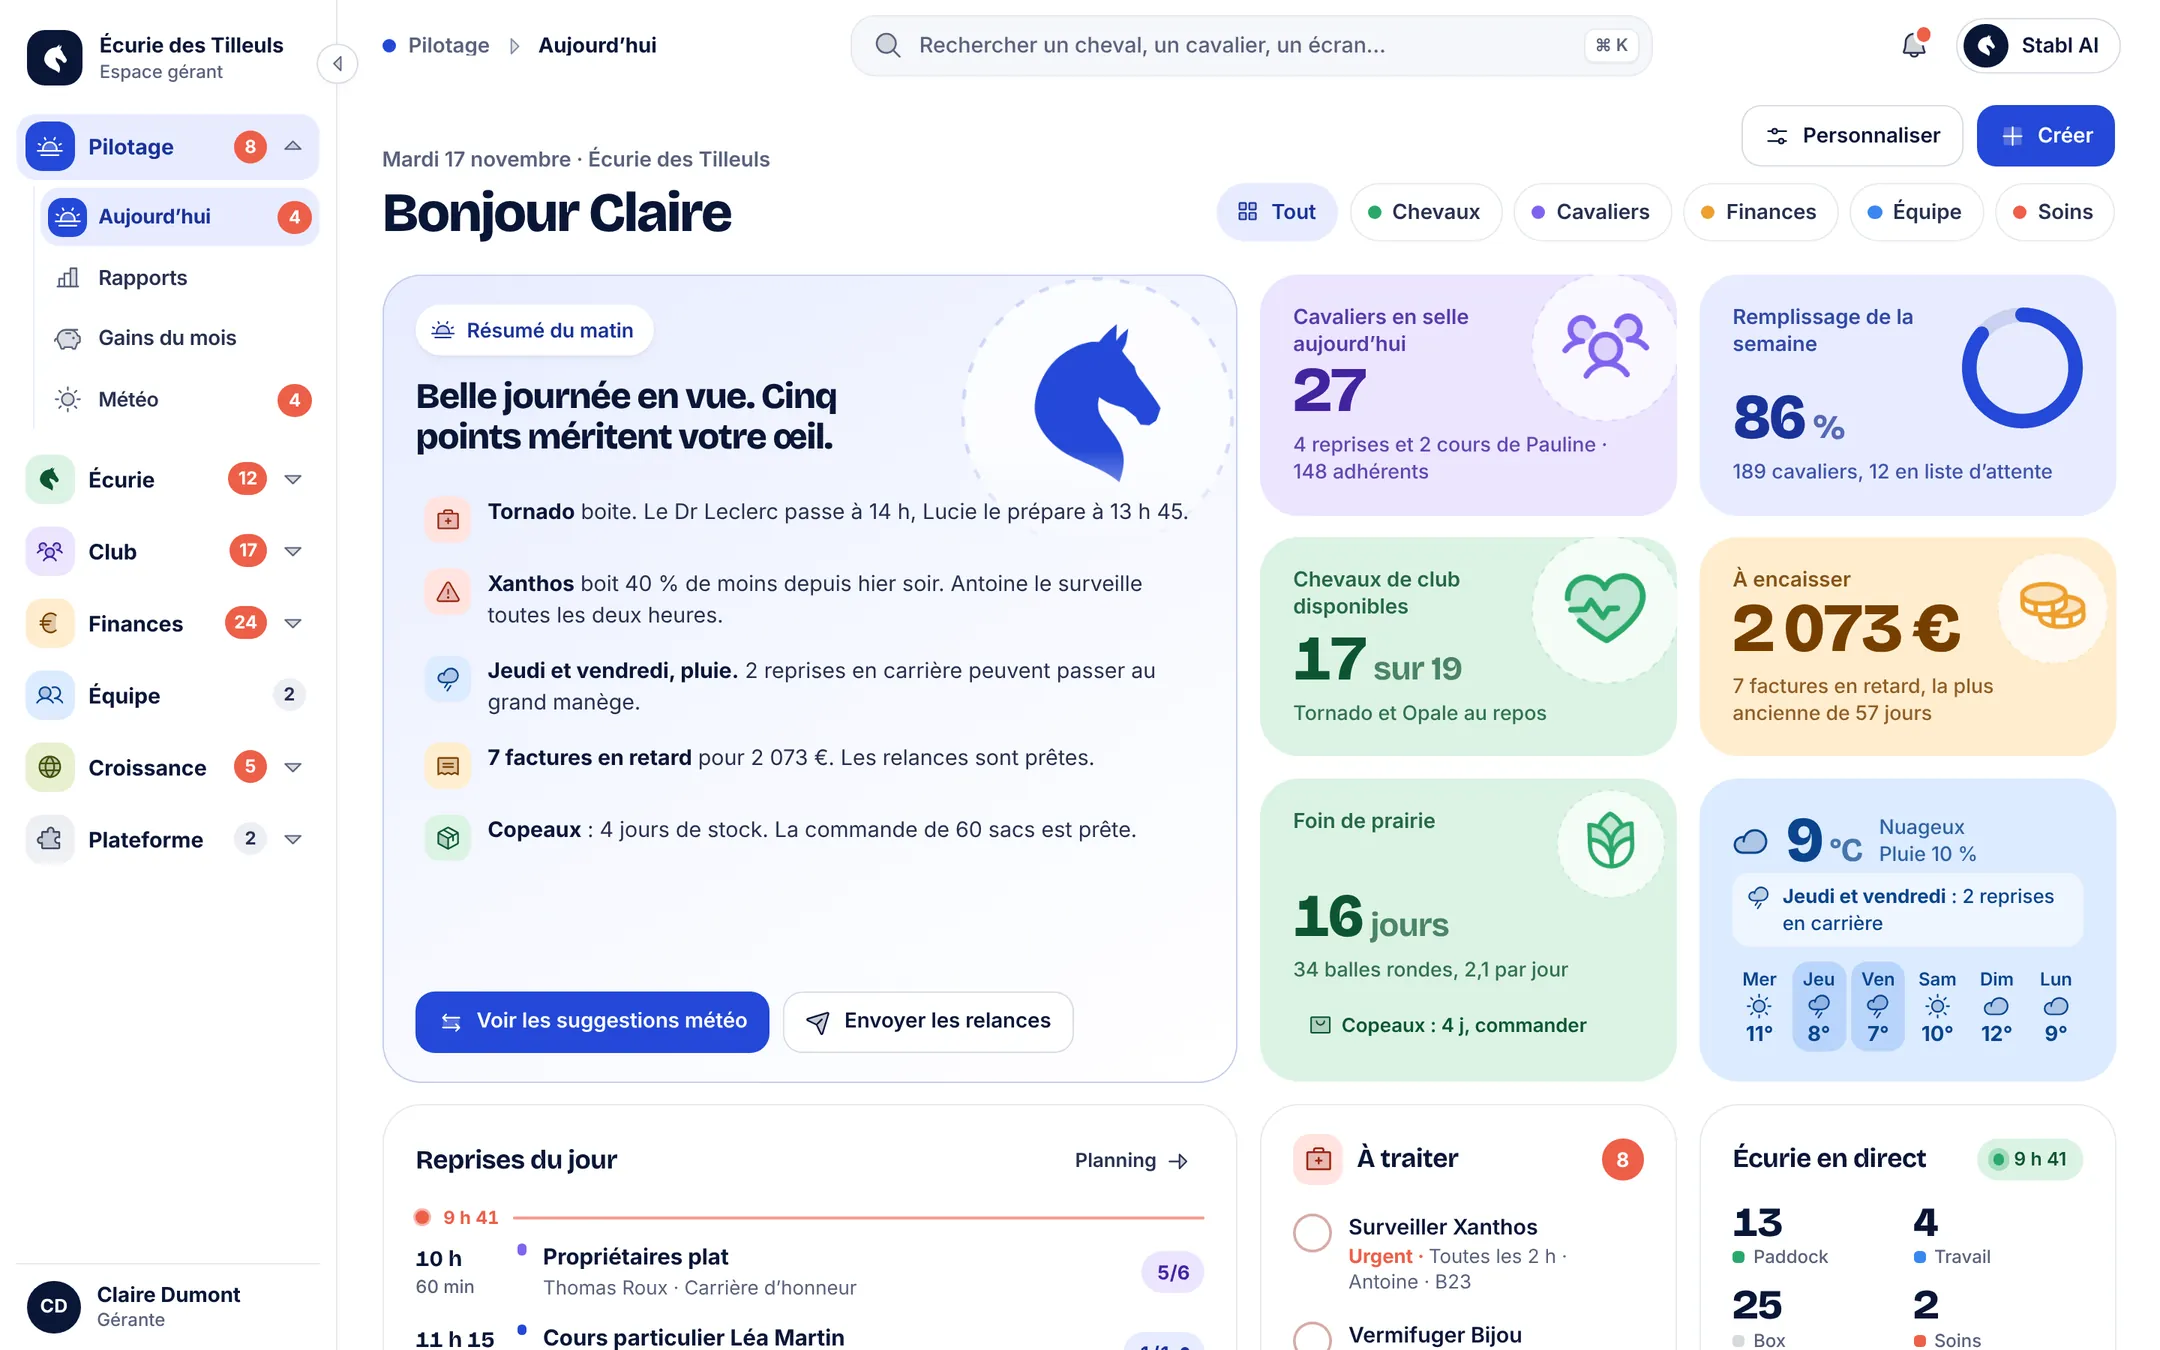 Écurie des Tilleuls
Espace gérant
Pilotage
8
Aujourd’hui
4
Rapports
Gains du mois
Météo
4
Écurie
12
Club
17
Finances
24
Équipe
2
Croissance
5
Plateforme
2
CD
Claire Dumont
Gérante
Pilotage
Aujourd’hui
Rechercher un cheval, un cavalier, un écran…
⌘ K
Stabl AI
Personnaliser
Créer
Mardi 17 novembre · Écurie des Tilleuls
Bonjour Claire
Tout
Chevaux
Cavaliers
Finances
Équipe
Soins
Résumé du matin
Belle journée en vue. Cinq
points méritent votre œil.
Tornado boite. Le Dr Leclerc passe à 14 h, Lucie le prépare à 13 h 45.
Xanthos boit 40 % de moins depuis hier soir. Antoine le surveille
toutes les deux heures.
Jeudi et vendredi, pluie. 2 reprises en carrière peuvent passer au
grand manège.
7 factures en retard pour 2 073 €. Les relances sont prêtes.
Copeaux : 4 jours de stock. La commande de 60 sacs est prête.
Voir les suggestions météo
Envoyer les relances
Cavaliers en selle
aujourd’hui
27
4 reprises et 2 cours de Pauline ·
148 adhérents
Remplissage de la
semaine
86 %
189 cavaliers, 12 en liste d’attente
Chevaux de club
disponibles
17 sur 19
Tornado et Opale au repos
À encaisser
2 073 €
7 factures en retard, la plus
ancienne de 57 jours
Foin de prairie
16 jours
34 balles rondes, 2,1 par jour
Copeaux : 4 j, commander
9 °C
Nuageux
Pluie 10 %
Jeudi et vendredi : 2 reprises
en carrière
Mer Jeu Ven Sam Dim Lun
11° 8° 7° 10° 12° 9°
Reprises du jour
Planning
9 h 41
10 h
60 min
Propriétaires plat
Thomas Roux · Carrière d’honneur
5/6
11 h 15
Cours particulier Léa Martin
À traiter
8
Surveiller Xanthos
Urgent · Toutes les 2 h ·
Antoine · B23
Vermifuger Bijou
Écurie en direct
9 h 41
13
Paddock
4
Travail
25
Box
2
Soins